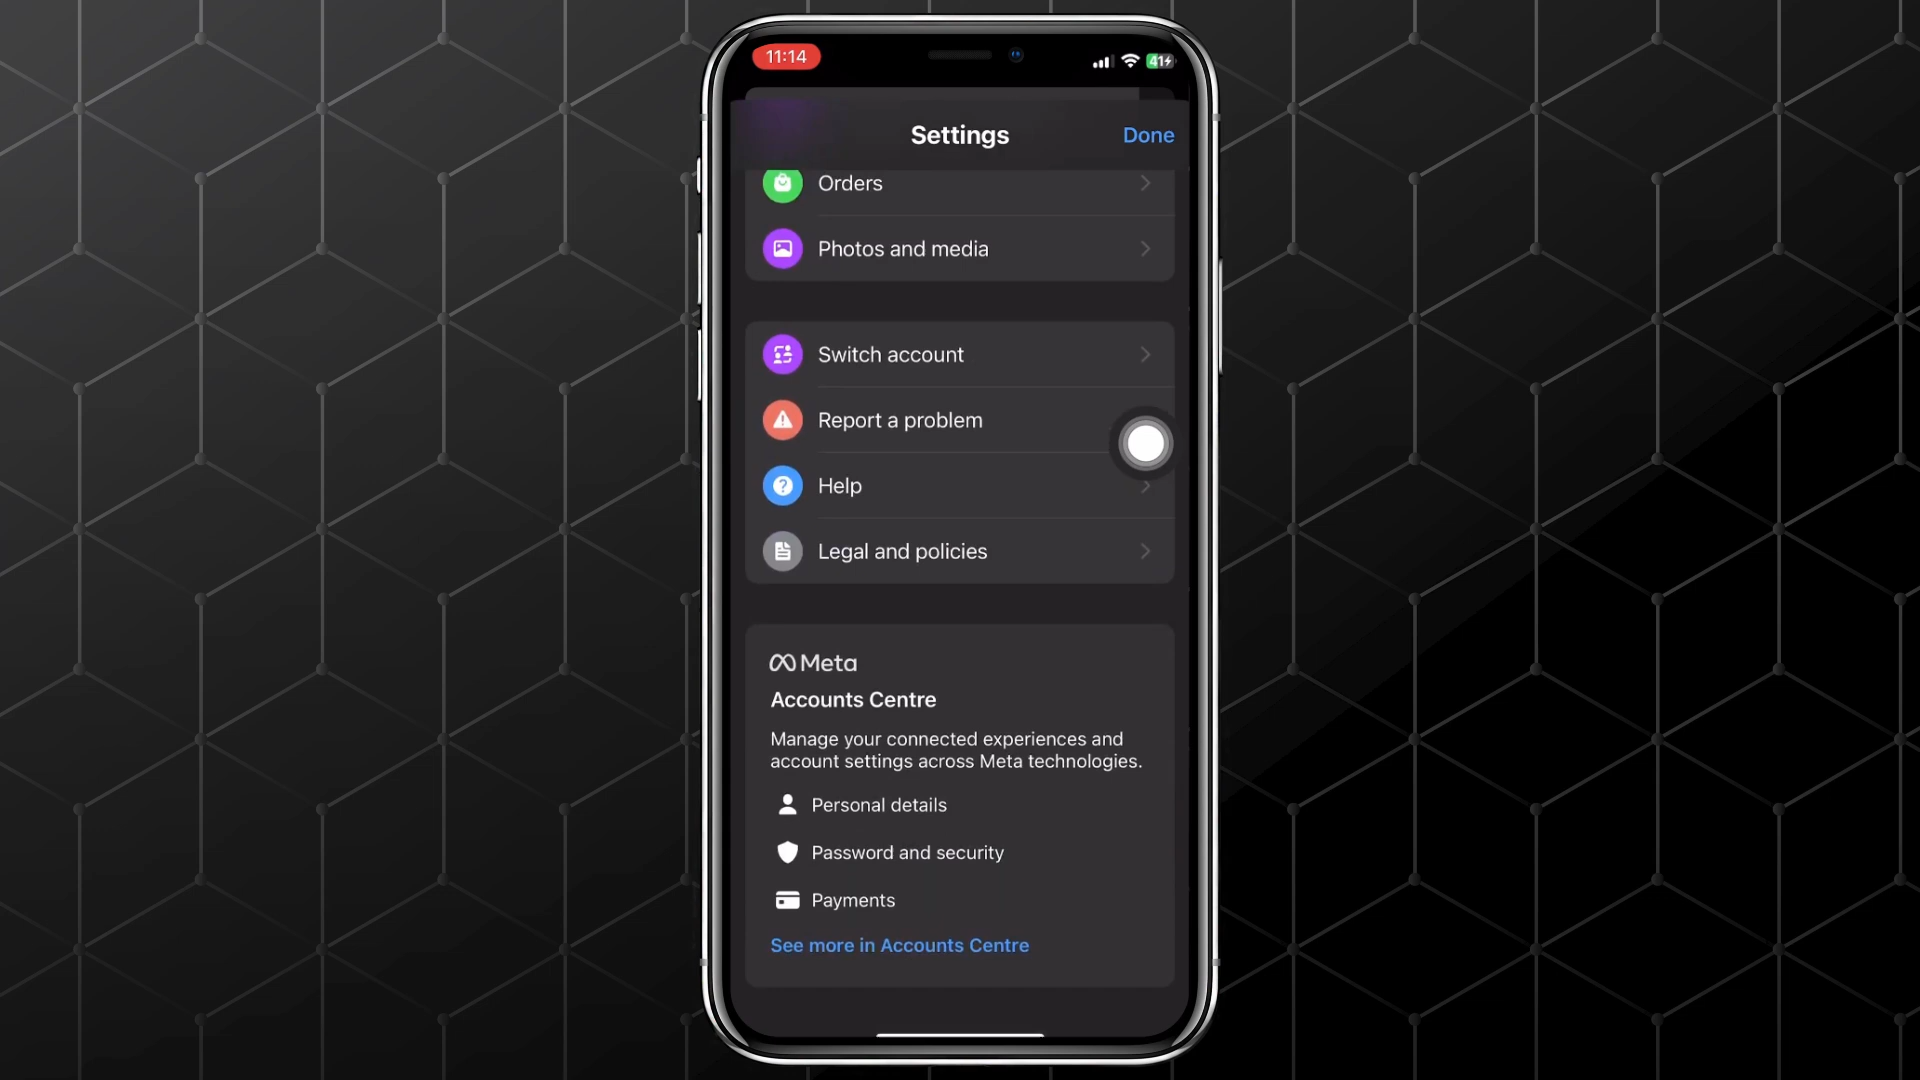 11:14
41
Settings
Done
Orders
Photos and media
Switch account
Report a problem
Help
Legal and policies
Meta
Accounts Centre
Manage your connected experiences and
account settings across Meta technologies.
Personal details
Password and security
Payments
See more in Accounts Centre